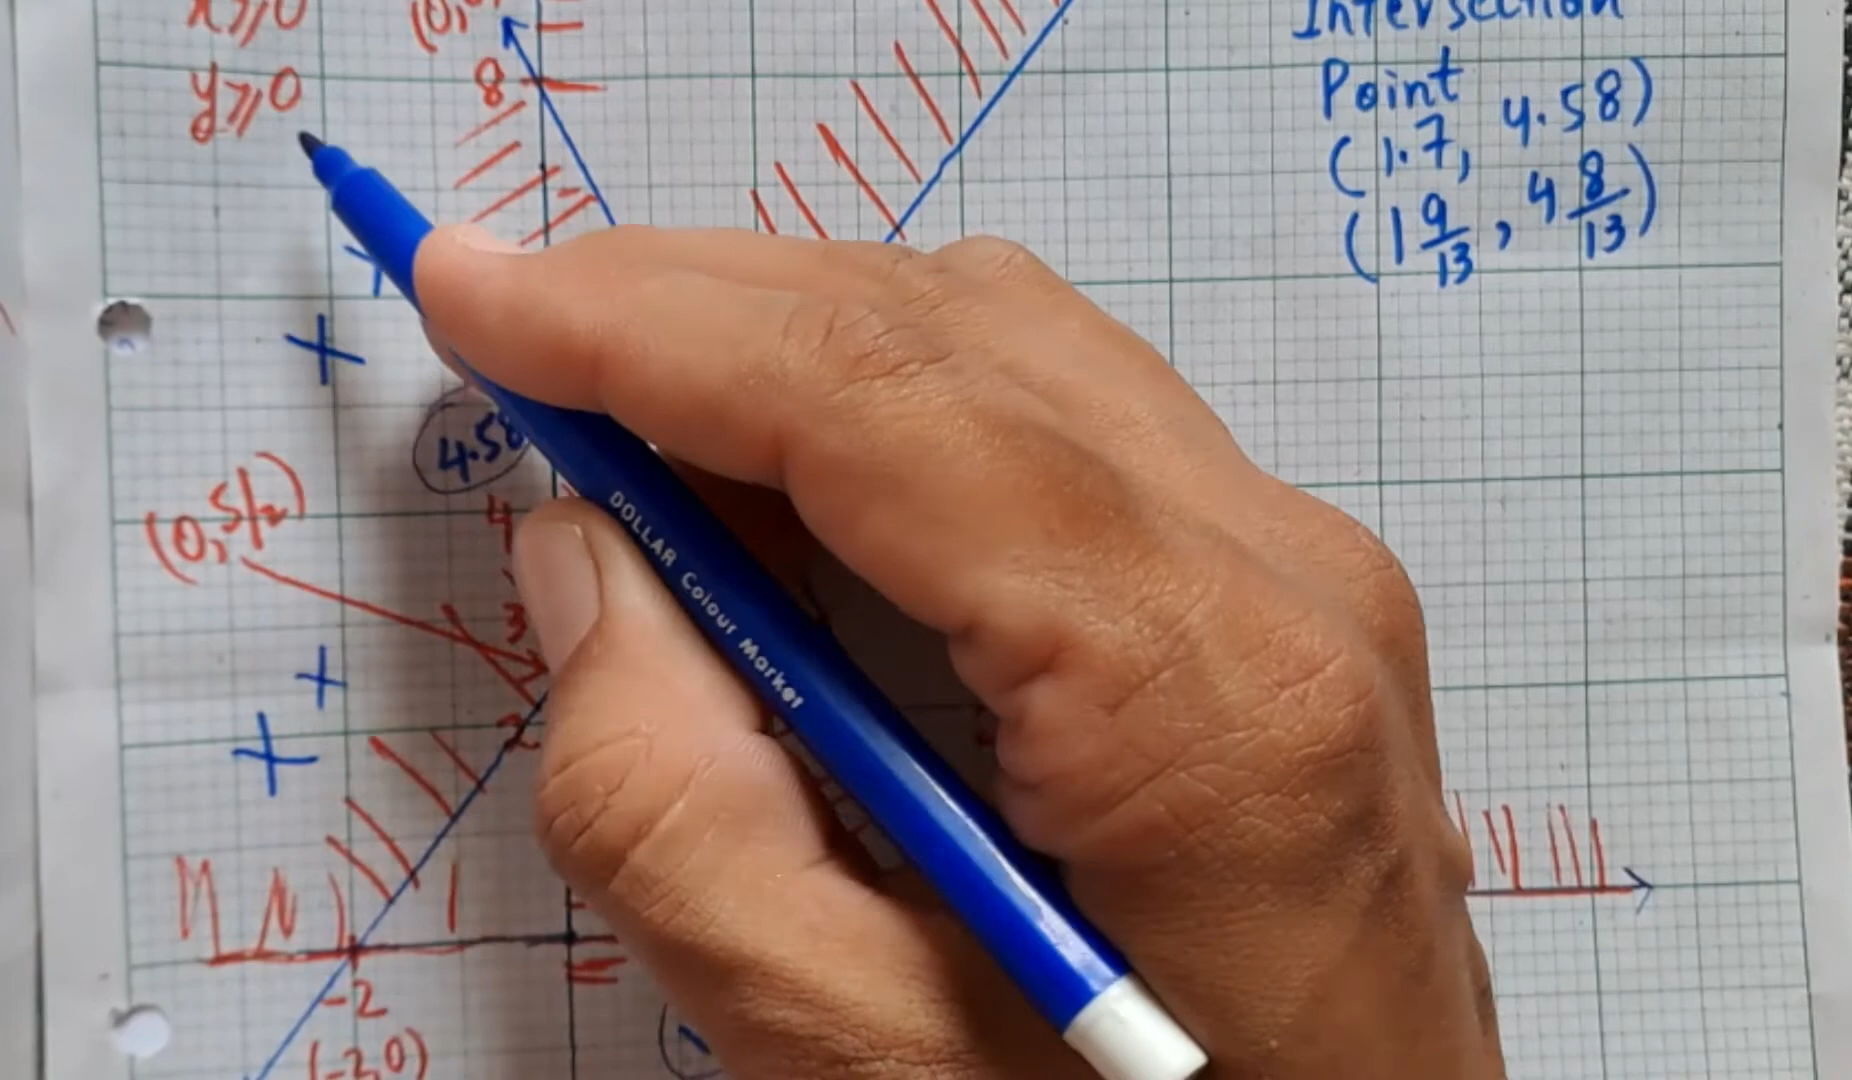 x⩾0
(0,
8
y⩾0
Intersection
Point
(1.7, 4.58)
(1 9/13, 4 8/13)
4.58
(0,5/2)
4
3
2
DOLLAR Colour Marker
-2
(-2,0)